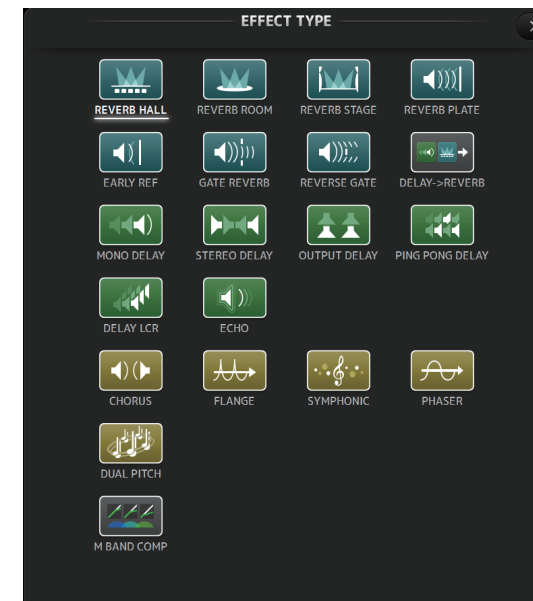 EFFECT TYPE
REVERB HALL REVERB ROOM REVERB STAGE REVERB PLATE
EARLY REF GATE REVERB REVERSE GATE DELAY->REVERB
MONO DELAY STEREO DELAY OUTPUT DELAY PING PONG DELAY
DELAY LCR ECHO
CHORUS FLANGE SYMPHONIC PHASER
DUAL PITCH
M BAND COMP